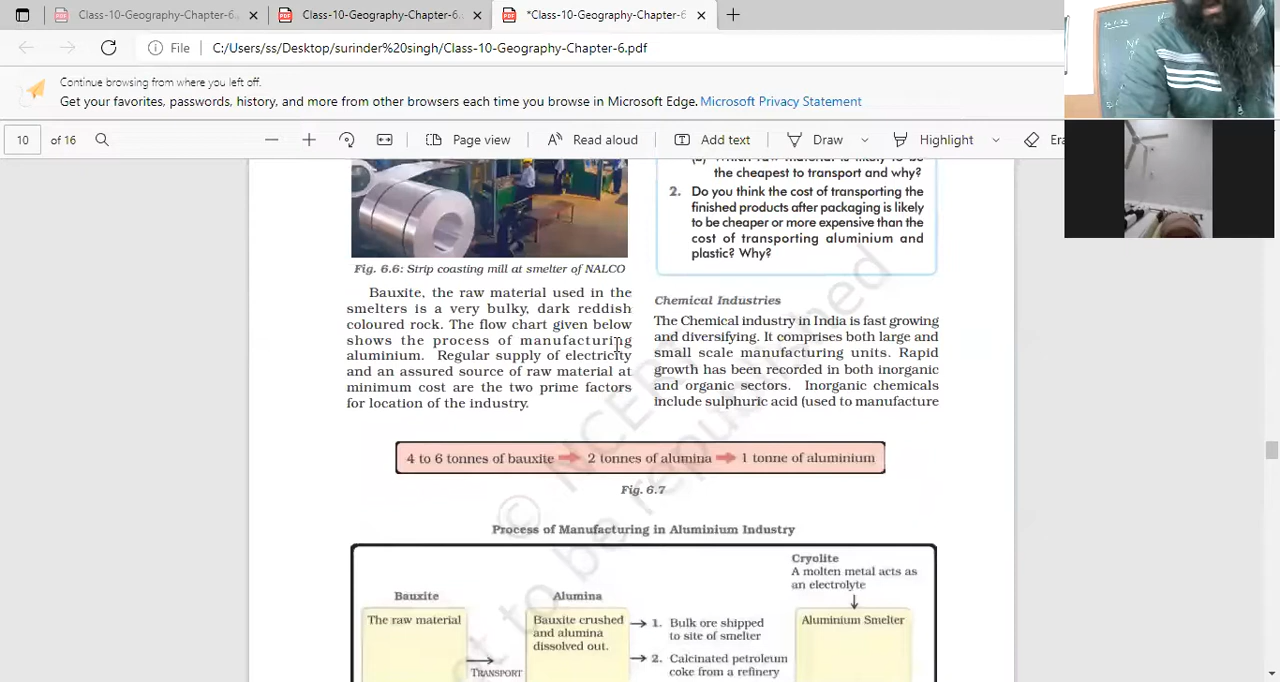 Class-10-Geography-Chapter-6.
Class-10-Geography-Chapter-6.
*Class-10-Geography-Chapter-6
File
C:/Users/ss/Desktop/surinder%20singh/Class-10-Geography-Chapter-6.pdf
Continue browsing from where you left off.
Get your favorites, passwords, history, and more from other browsers each time you browse in Microsoft Edge. Microsoft Privacy Statement
10 of 16
Page view
Read aloud
Add text
Draw
Highlight
Era
Fig. 6.6: Strip coasting mill at smelter of NALCO
Bauxite, the raw material used in the
smelters is a very bulky, dark reddish
coloured rock. The flow chart given below
shows the process of manufacturing
aluminium. Regular supply of electricity
and an assured source of raw material at
minimum cost are the two prime factors
for location of the industry.
(b) Which raw material is likely to be
the cheapest to transport and why?
2. Do you think the cost of transporting the
finished products after packaging is likely
to be cheaper or more expensive than the
cost of transporting aluminium and
plastic? Why?
Chemical Industries
The Chemical industry in India is fast growing
and diversifying. It comprises both large and
small scale manufacturing units. Rapid
growth has been recorded in both inorganic
and organic sectors. Inorganic chemicals
include sulphuric acid (used to manufacture
4 to 6 tonnes of bauxite → 2 tonnes of alumina → 1 tonne of aluminium
Fig. 6.7
Process of Manufacturing in Aluminium Industry
Cryolite
A molten metal acts as
an electrolyte
Bauxite
The raw material
TRANSPORT
Alumina
Bauxite crushed
and alumina
dissolved out.
1. Bulk ore shipped
to site of smelter
2. Calcinated petroleum
coke from a refinery
Aluminium Smelter
© NCERT
not to be republished